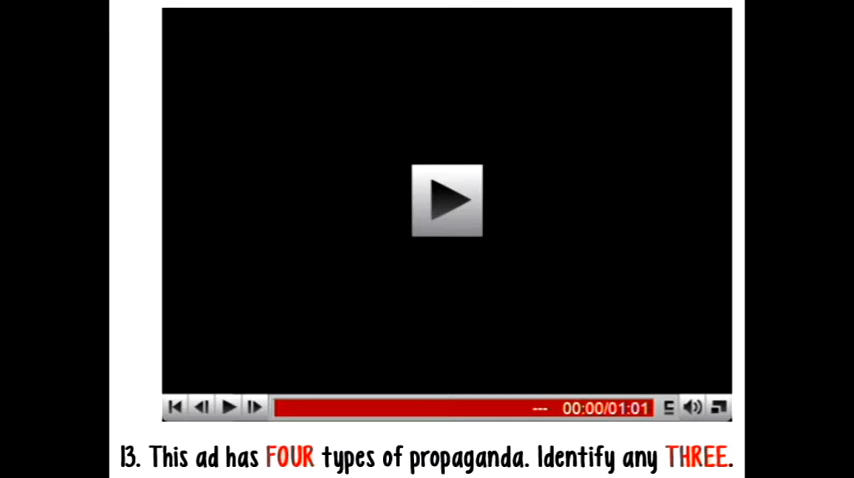 --- 00:00/01:01
13. This ad has FOUR types of propaganda. Identify any THREE.